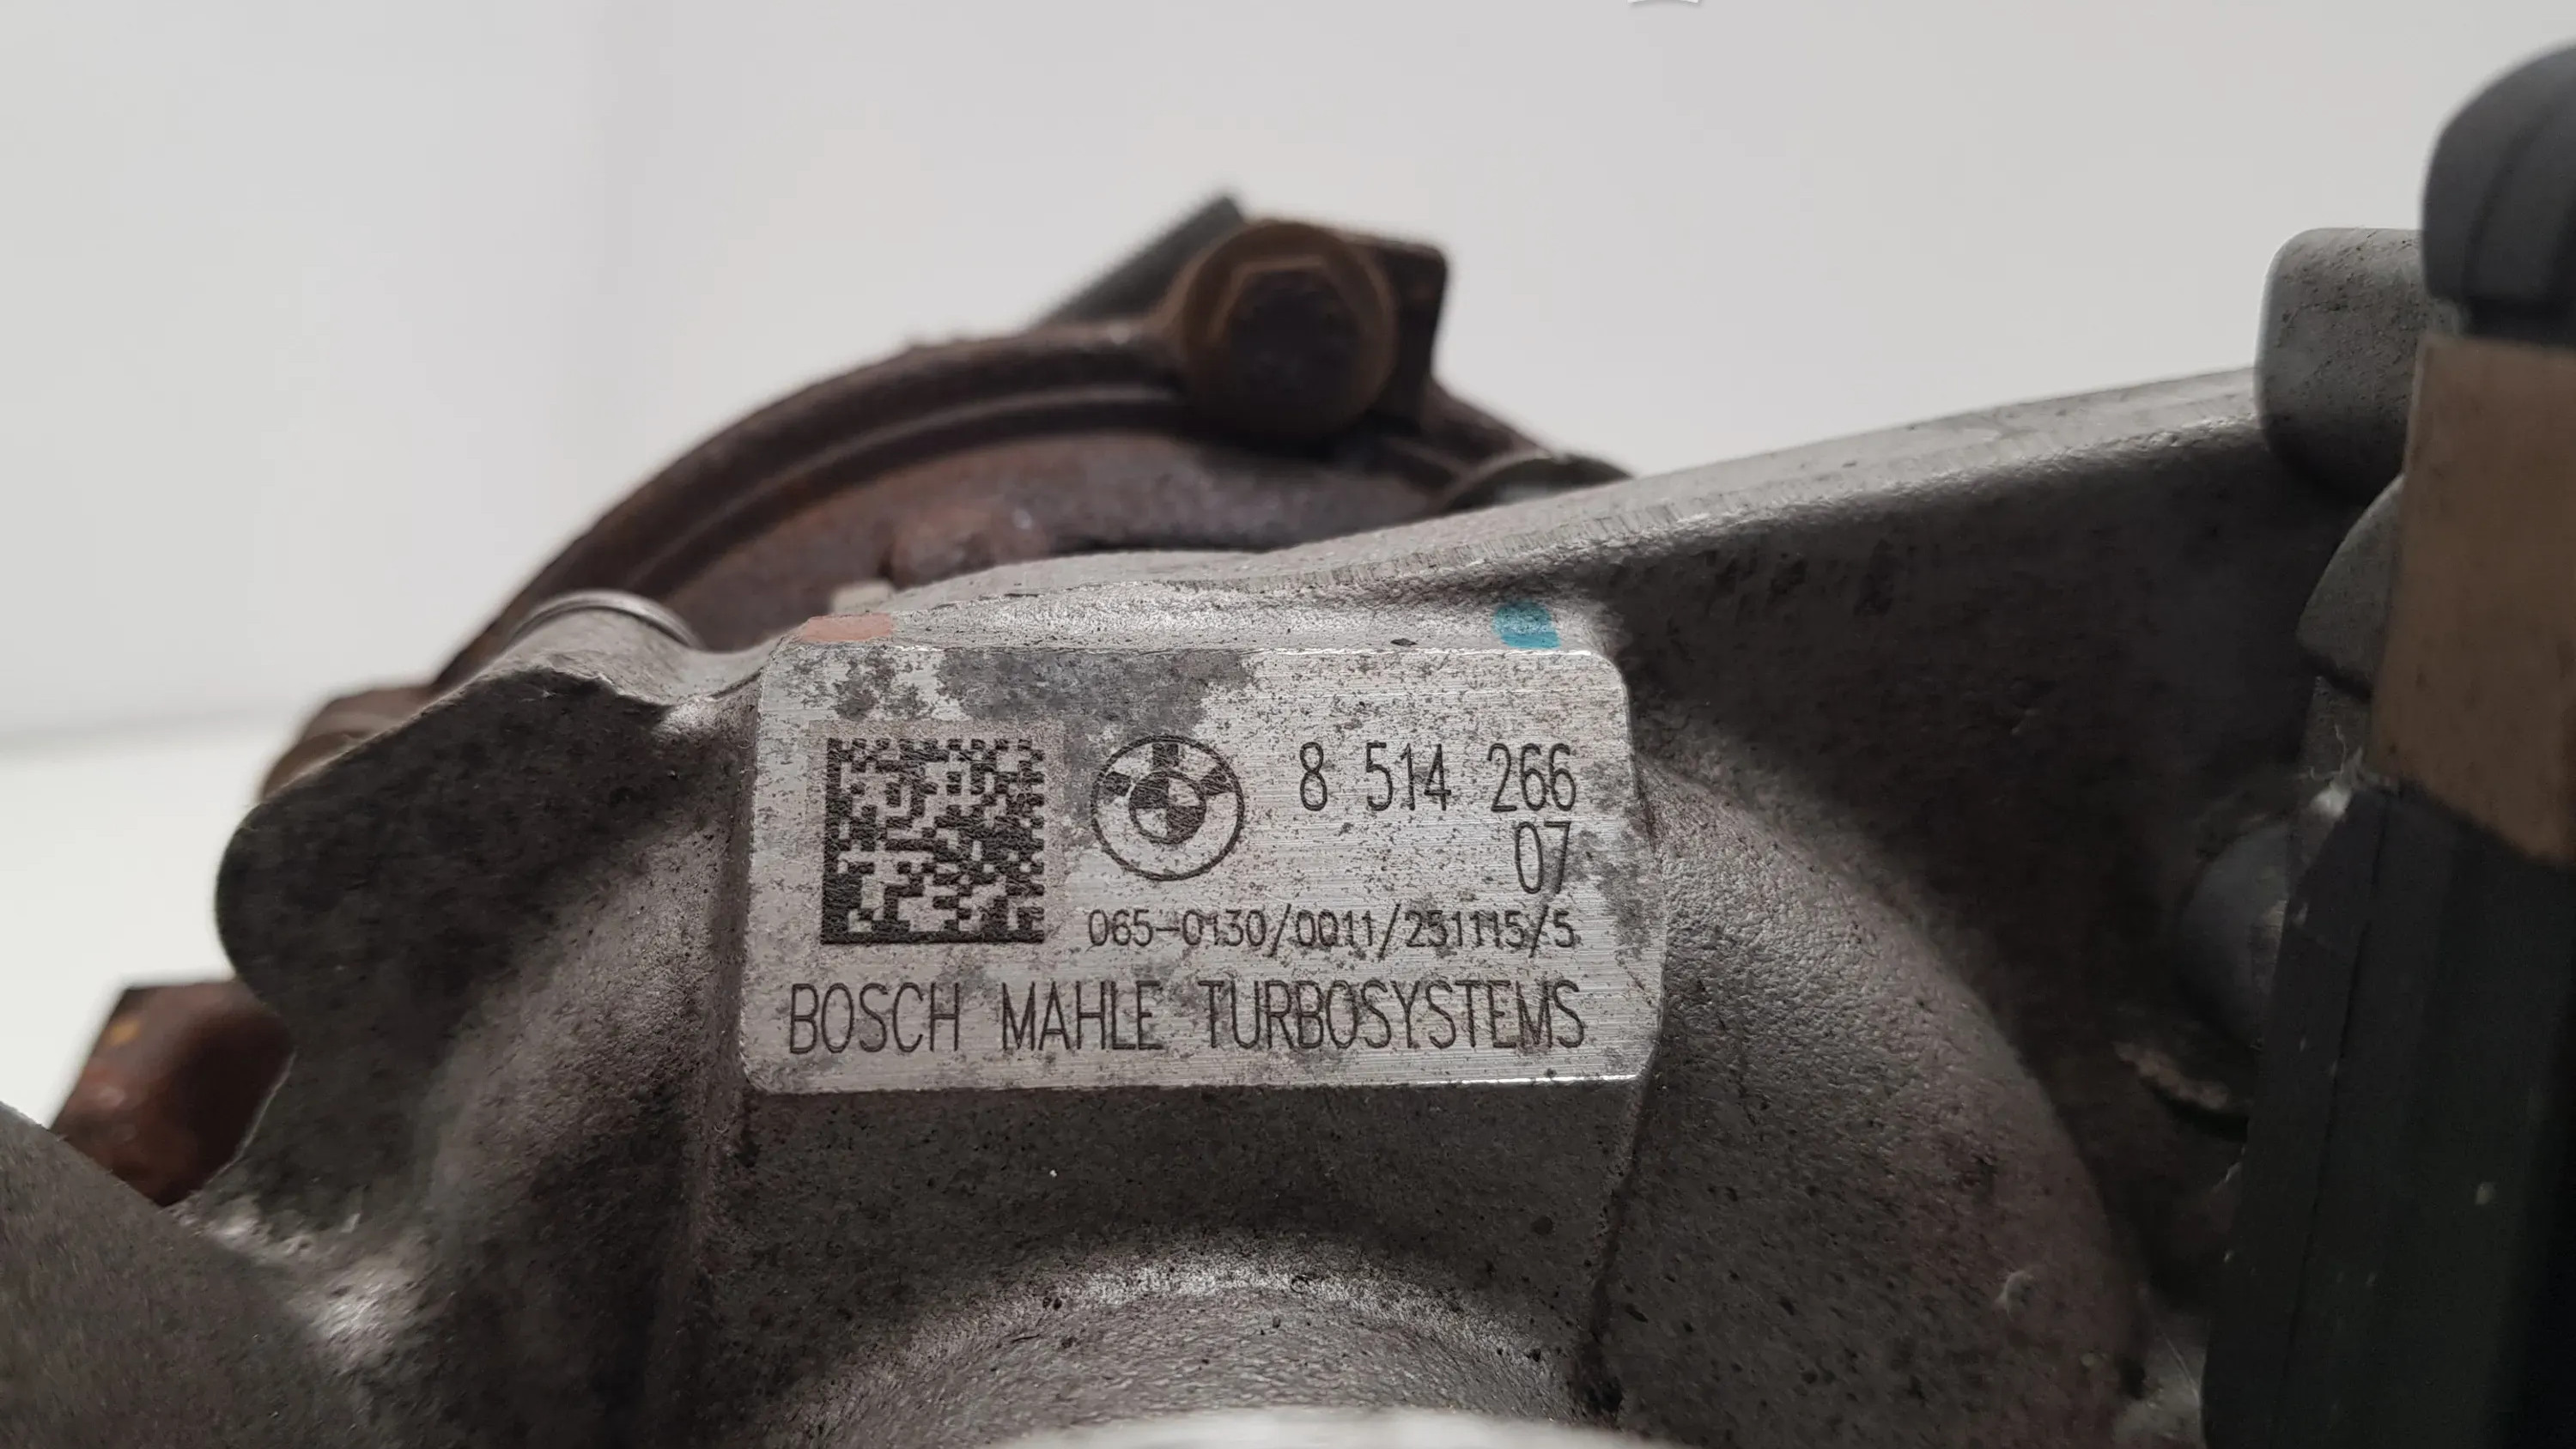 8 514 266
07
065-0130/0011/251115/5
BOSCH MAHLE TURBOSYSTEMS